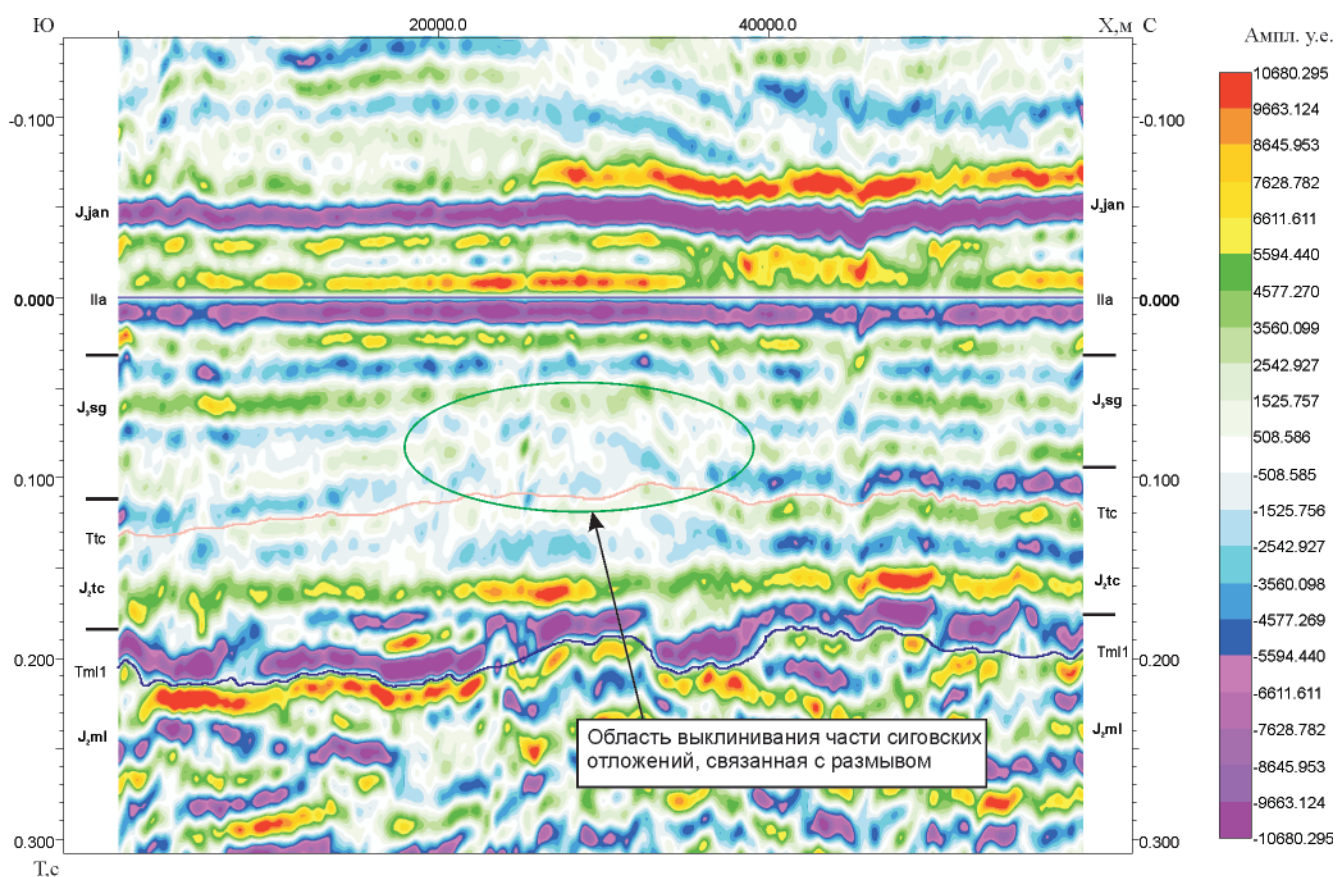 Ю
20000.0
40000.0
Х,м С
Ампл. у.е.
-0.100
0.000
0.100
0.200
0.300
Т,с
J₃jan
IIa
J₃sg
Ttc
J₂tc
Tml1
J₂ml
Область выклинивания части сиговских
отложений, связанная с размывом
-0.100
0.000
0.100
0.200
0.300
J₃jan
IIa
J₃sg
Ttc
J₂tc
Tml1
J₂ml
10680.295
9663.124
8645.953
7628.782
6611.611
5594.440
4577.270
3560.099
2542.927
1525.757
508.586
-508.585
-1525.756
-2542.927
-3560.098
-4577.269
-5594.440
-6611.611
-7628.782
-8645.953
-9663.124
-10680.295